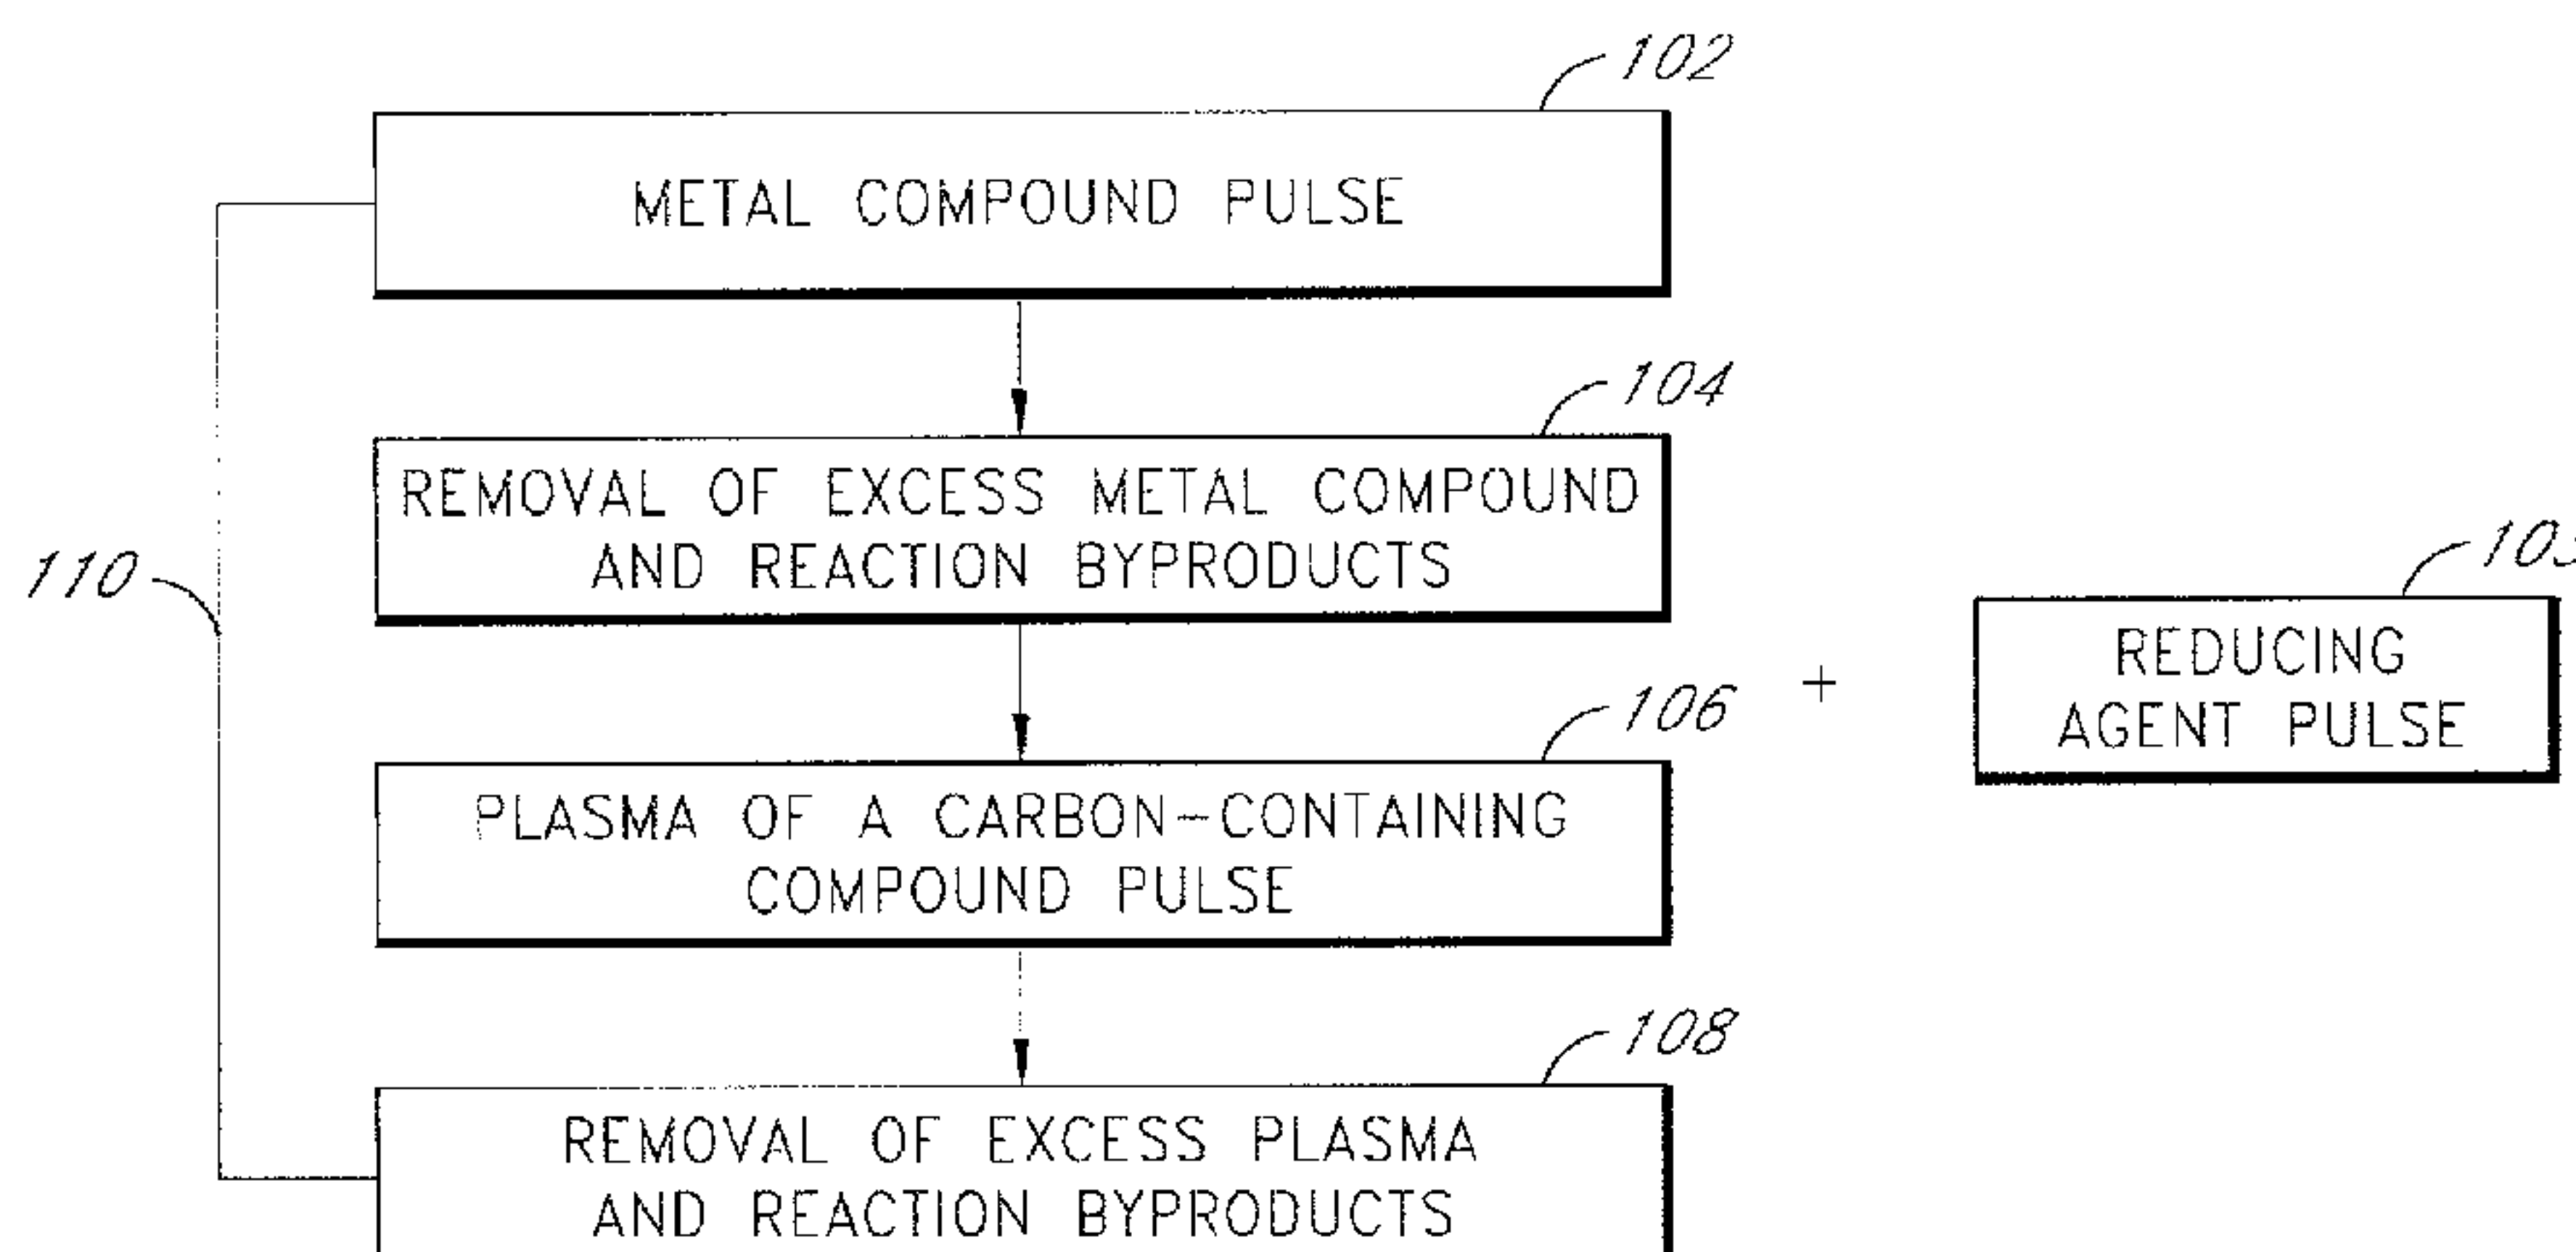 102
METAL COMPOUND PULSE
104
REMOVAL OF EXCESS METAL COMPOUND
AND REACTION BYPRODUCTS
110
REDUCING
AGENT PULSE
106
+
PLASMA OF A CARBON-CONTAINING
COMPOUND PULSE
108
REMOVAL OF EXCESS PLASMA
AND REACTION BYPRODUCTS